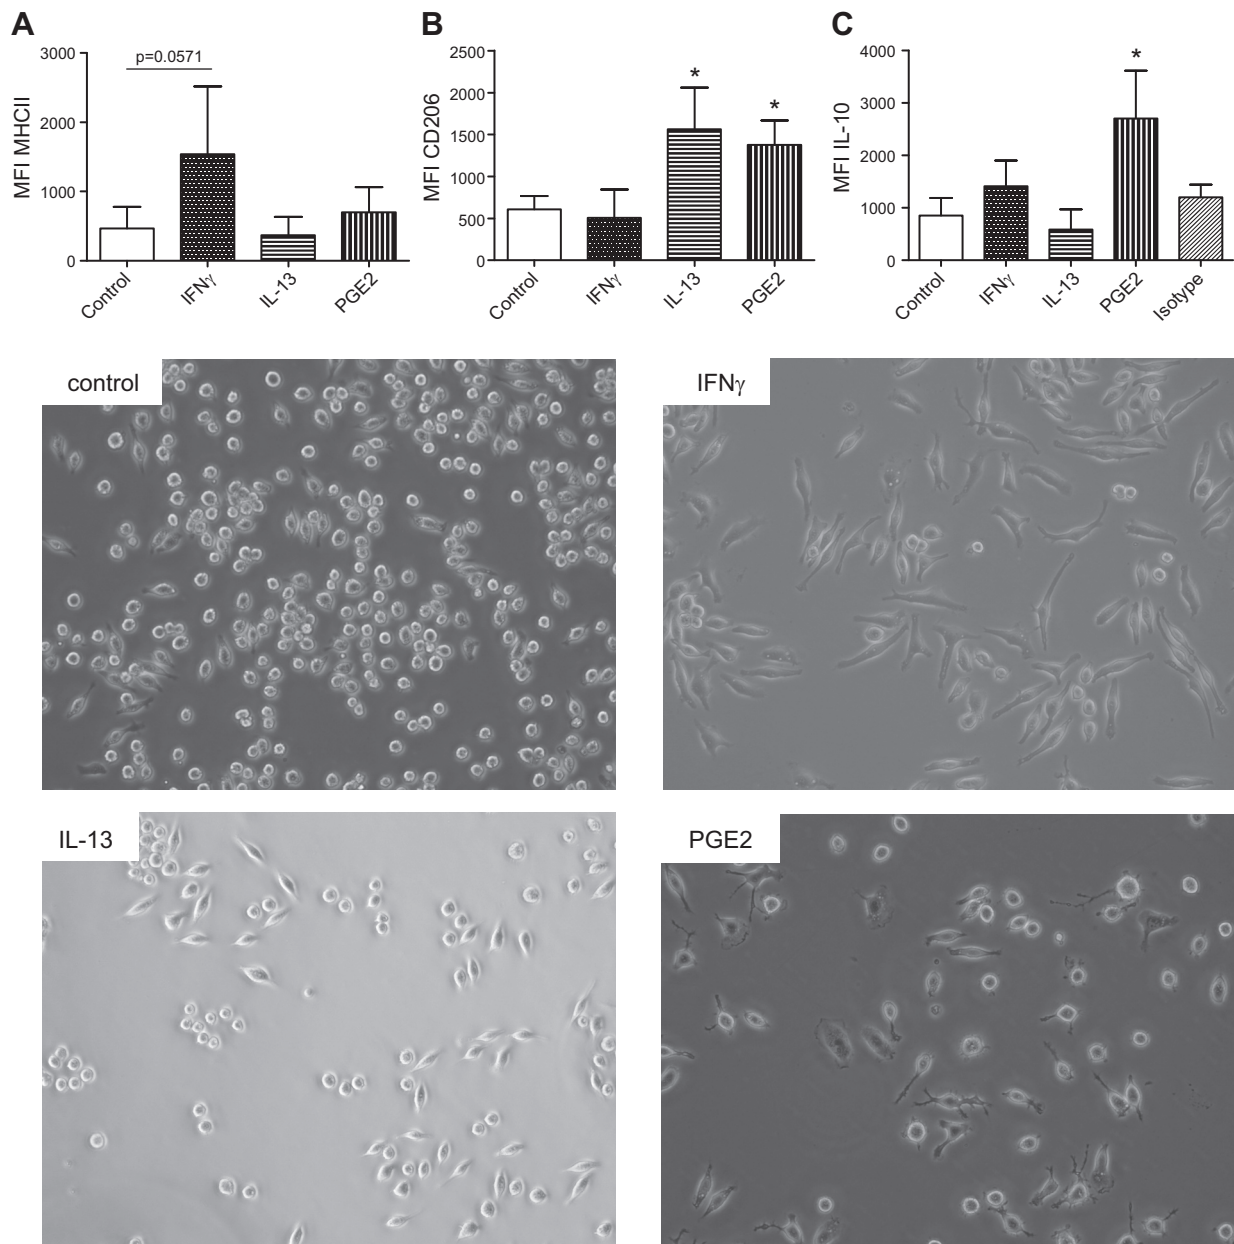 A
B
C
3000
2000
1000
0
MFI MHCII
p=0.0571
Control
IFNγ
IL-13
PGE2
2500
2000
1500
1000
500
0
MFI CD206
*
*
Control
IFNγ
IL-13
PGE2
4000
3000
2000
1000
0
MFI IL-10
*
Control
IFNγ
IL-13
PGE2
Isotype
control
IFNγ
IL-13
PGE2